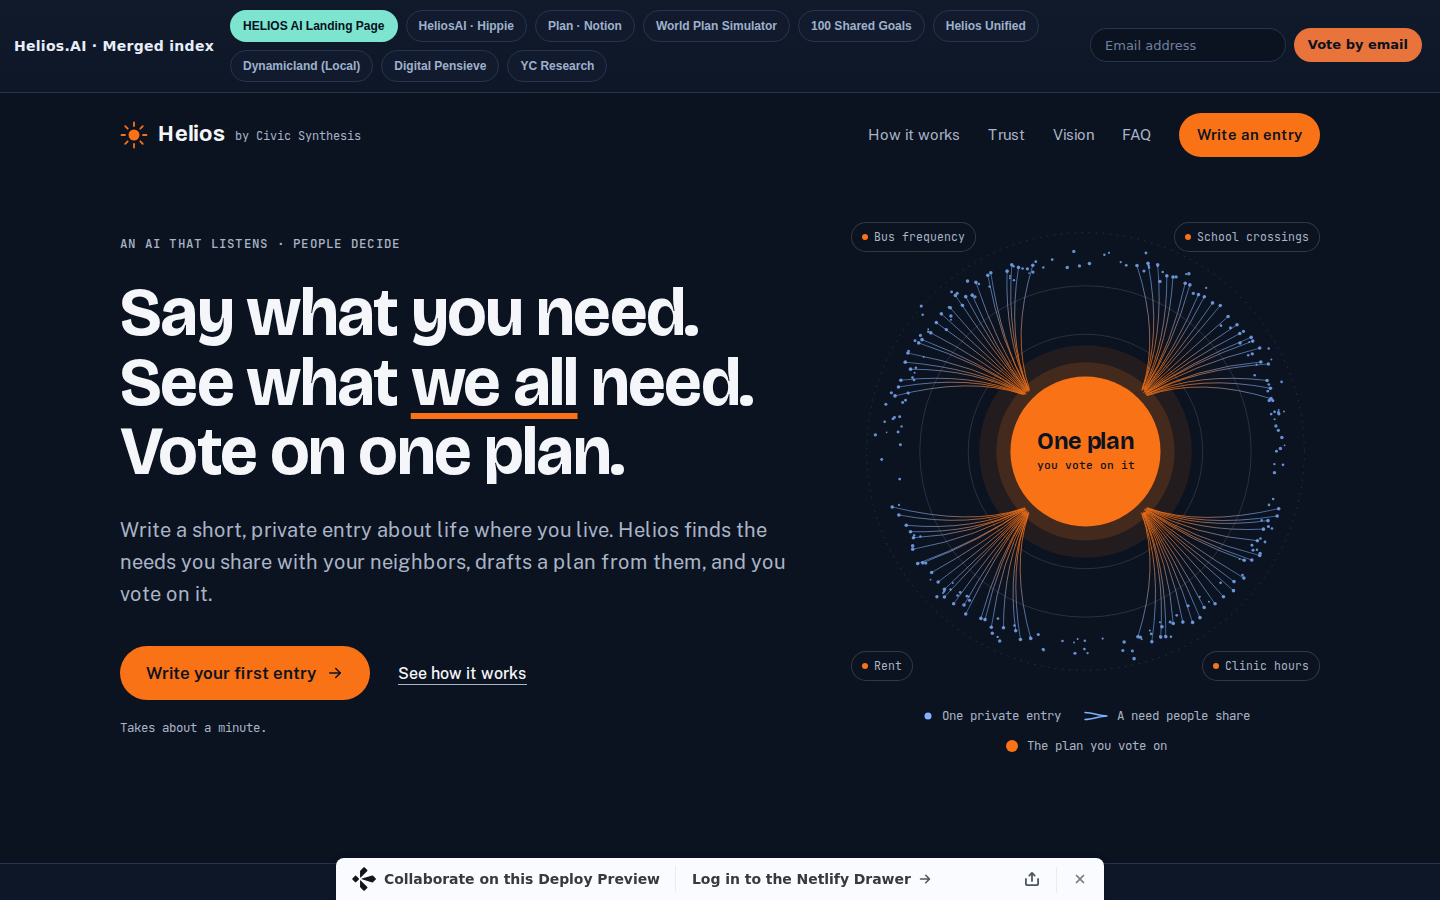 Helios.AI · Merged index
HELIOS AI Landing Page
HeliosAI · Hippie
Plan · Notion
World Plan Simulator
100 Shared Goals
Helios Unified
Dynamicland (Local)
Digital Pensieve
YC Research
Email address
Vote by email
Helios by Civic Synthesis
How it works
Trust
Vision
FAQ
Write an entry
AN AI THAT LISTENS · PEOPLE DECIDE
Say what you need.
See what we all need.
Vote on one plan.
Write a short, private entry about life where you live. Helios finds the
needs you share with your neighbors, drafts a plan from them, and you
vote on it.
Write your first entry →
See how it works
Takes about a minute.
Bus frequency
School crossings
One plan
you vote on it
Rent
Clinic hours
One private entry
A need people share
The plan you vote on
Collaborate on this Deploy Preview
Log in to the Netlify Drawer →